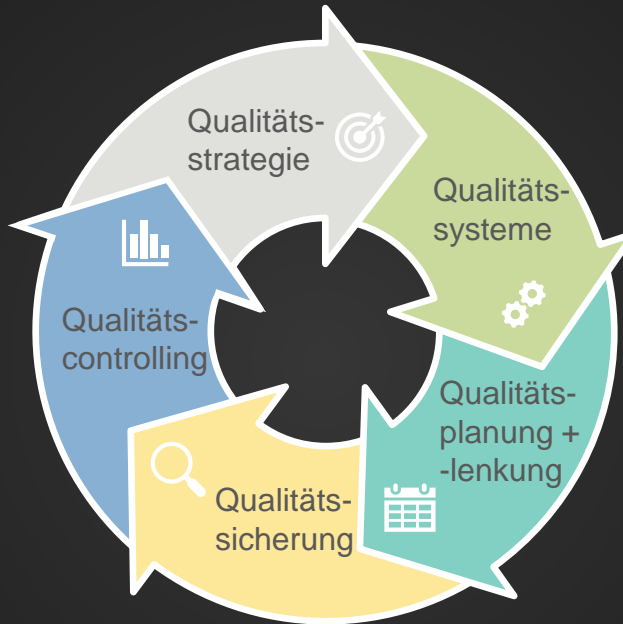 Qualitäts-
strategie
Qualitäts-
systeme
Qualitäts-
planung +
-lenkung
Qualitäts-
sicherung
Qualitäts-
controlling